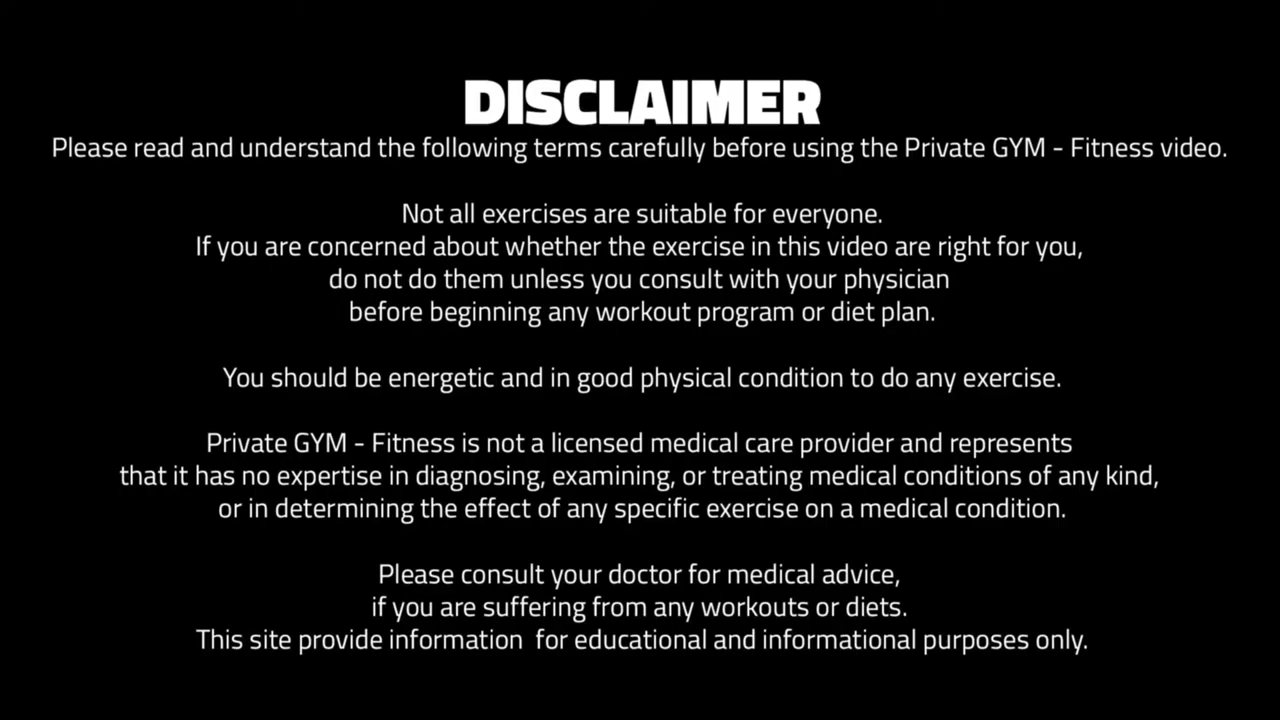 DISCLAIMER
Please read and understand the following terms carefully before using the Private GYM - Fitness video.
Not all exercises are suitable for everyone.
If you are concerned about whether the exercise in this video are right for you,
do not do them unless you consult with your physician
before beginning any workout program or diet plan.
You should be energetic and in good physical condition to do any exercise.
Private GYM - Fitness is not a licensed medical care provider and represents
that it has no expertise in diagnosing, examining, or treating medical conditions of any kind,
or in determining the effect of any specific exercise on a medical condition.
Please consult your doctor for medical advice,
if you are suffering from any workouts or diets.
This site provide information for educational and informational purposes only.